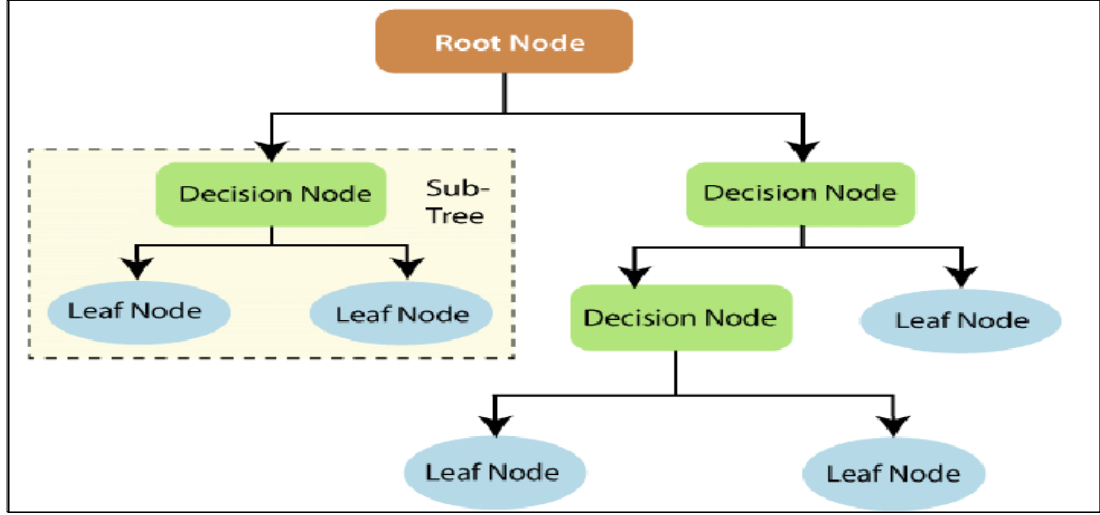 Root Node
Decision Node
Sub-
Tree
Decision Node
Leaf Node
Leaf Node
Decision Node
Leaf Node
Leaf Node
Leaf Node